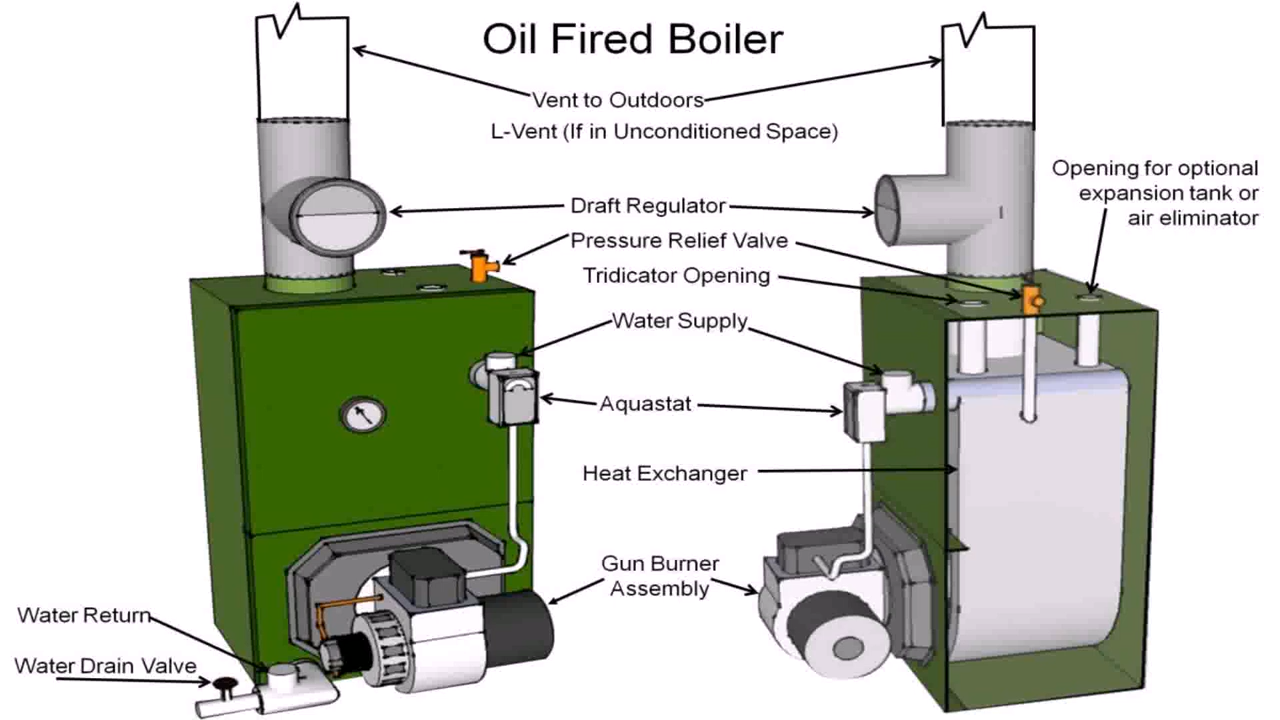 Oil Fired Boiler
Vent to Outdoors
L-Vent (If in Unconditioned Space)
Opening for optional
expansion tank or
air eliminator
Draft Regulator
Pressure Relief Valve
Tridicator Opening
Water Supply
Aquastat
Heat Exchanger
Gun Burner
Assembly
Water Return
Water Drain Valve